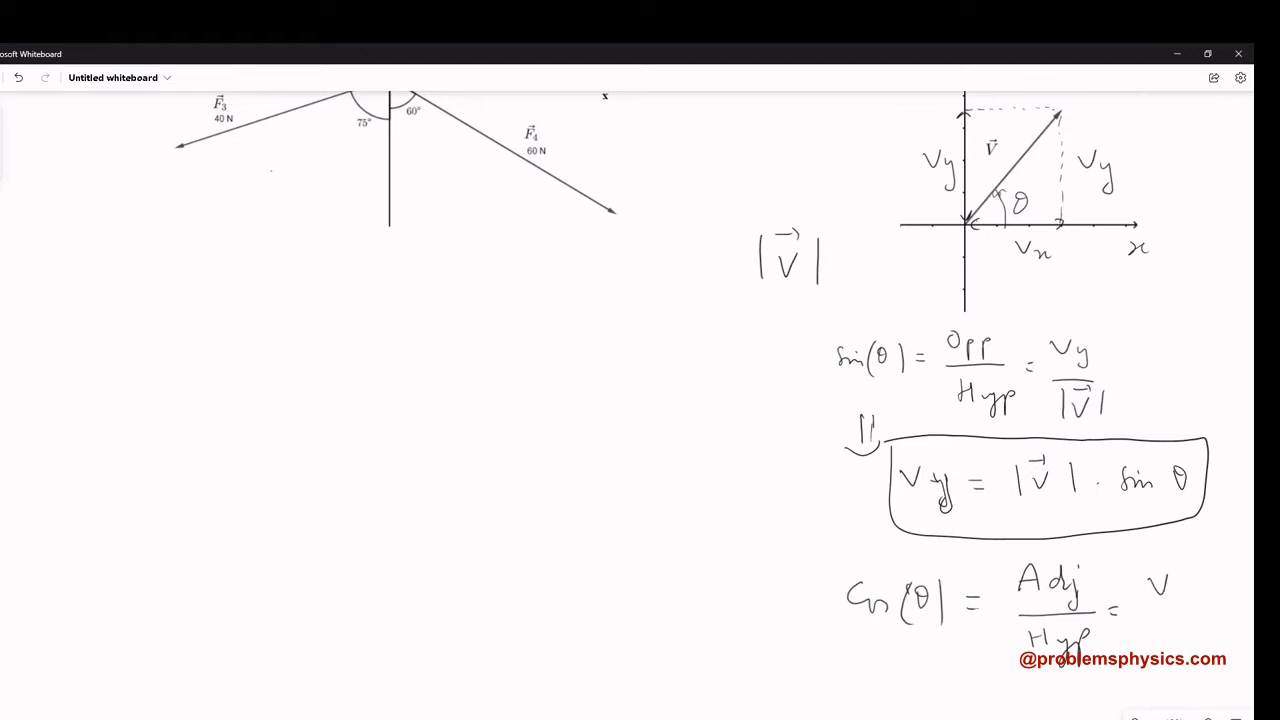 osoft Whiteboard
Untitled whiteboard
F⃗₃
40 N
75°
60°
F⃗₄
60 N
x
V⃗
Vy
Vy
θ
Vx
x
|V⃗|
Sin(θ) = Opp/Hyp = Vy/|V⃗|
⇓
Vy = |V⃗| · Sin θ
Cos(θ) = Adj/Hyp = V
@problemsphysics.com